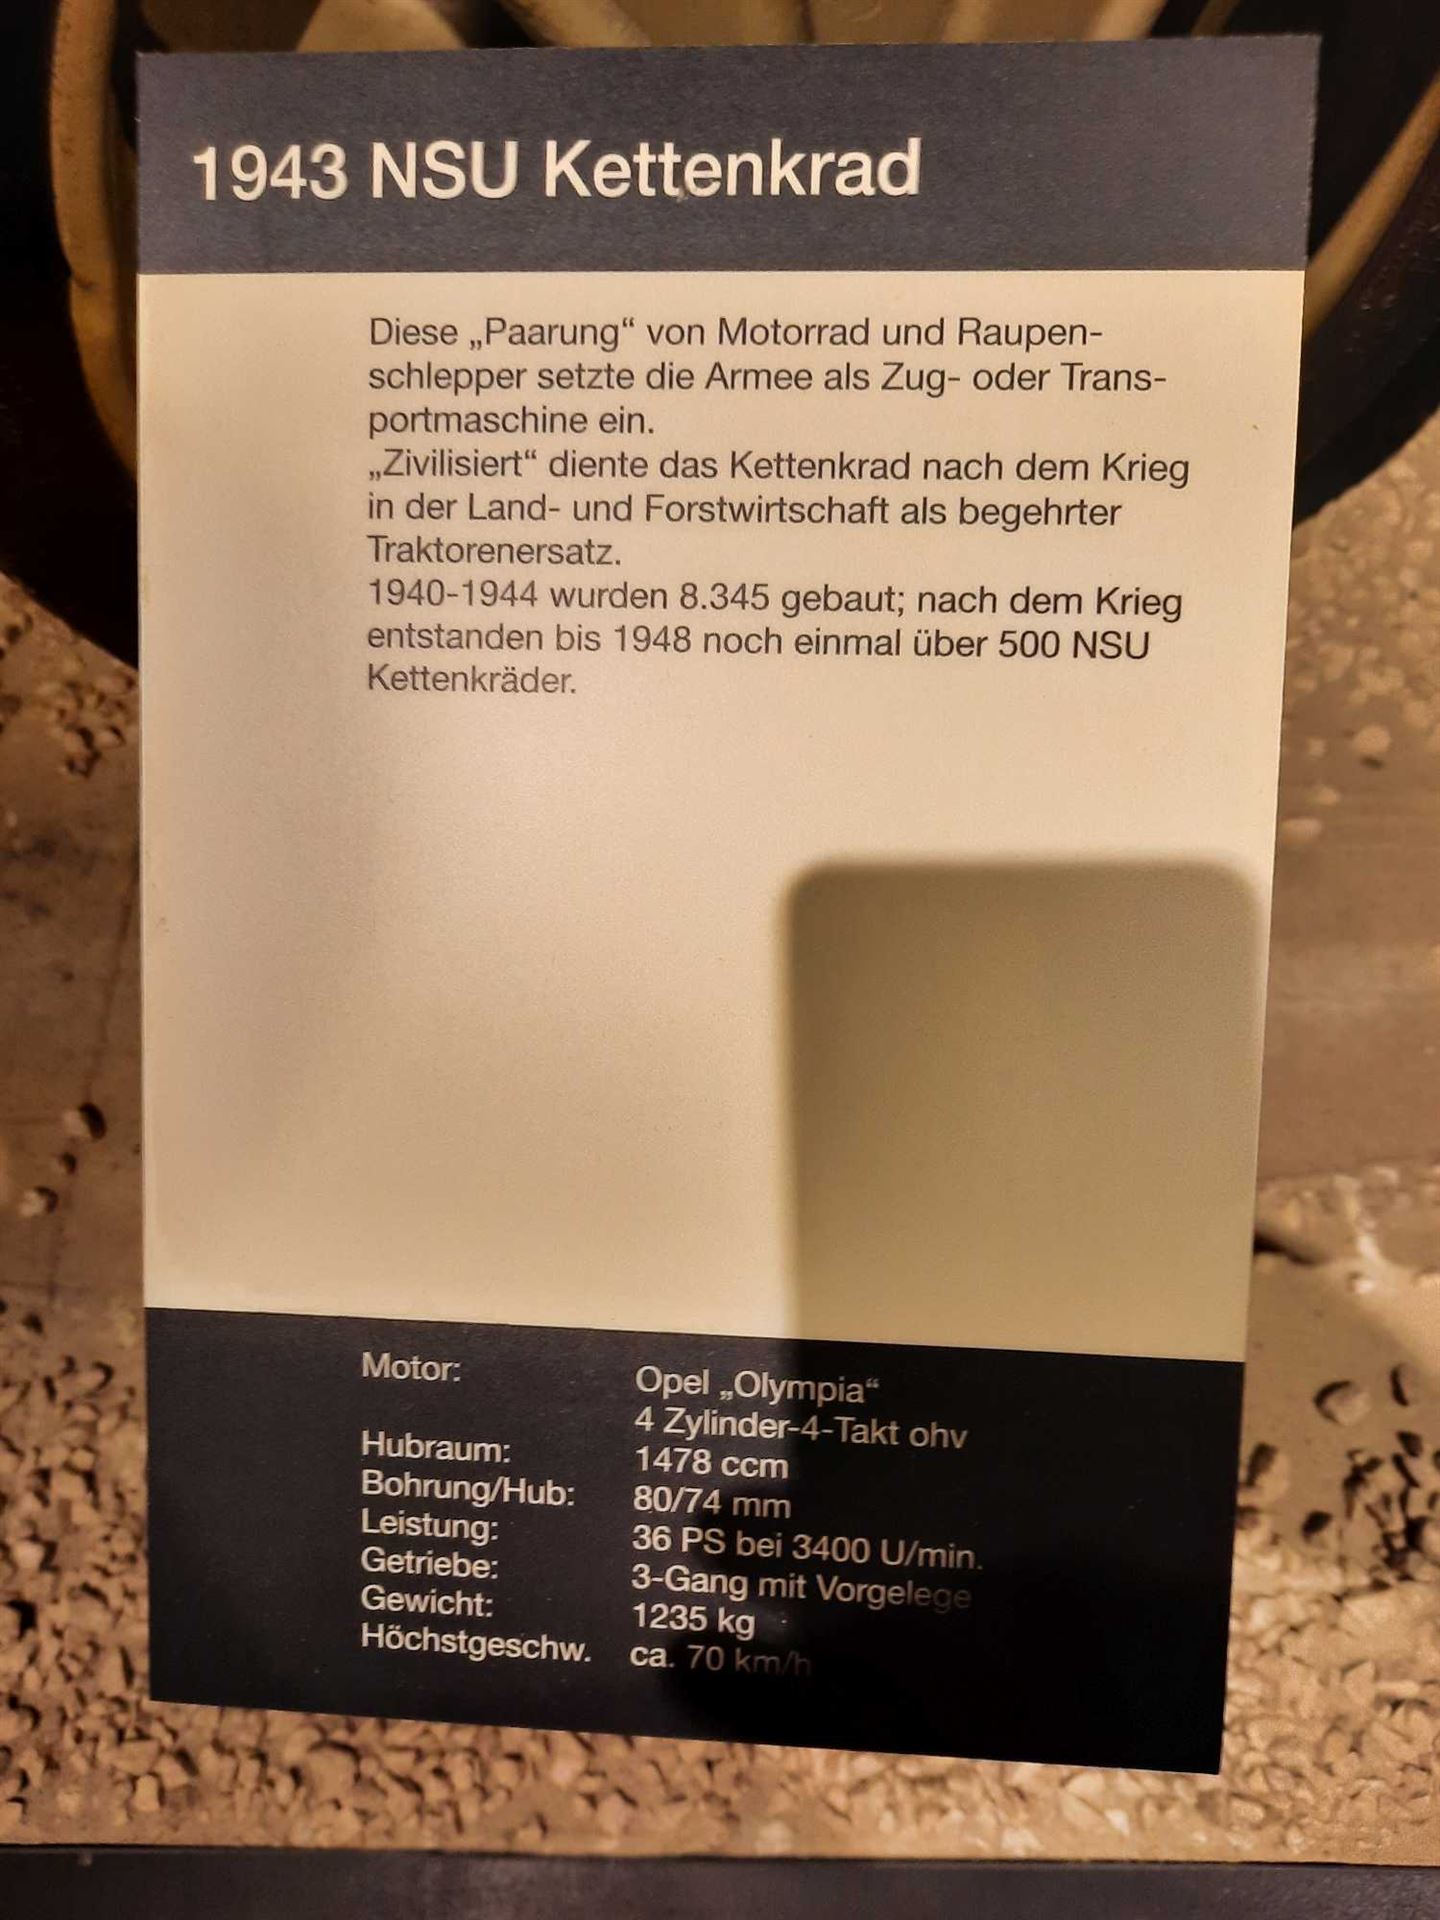 1943 NSU Kettenkrad
Diese „Paarung“ von Motorrad und Raupen-
schlepper setzte die Armee als Zug- oder Trans-
portmaschine ein.
„Zivilisiert“ diente das Kettenkrad nach dem Krieg
in der Land- und Forstwirtschaft als begehrter
Traktorenersatz.
1940-1944 wurden 8.345 gebaut; nach dem Krieg
entstanden bis 1948 noch einmal über 500 NSU
Kettenkräder.
Motor: Opel „Olympia“
4 Zylinder-4-Takt ohv
Hubraum: 1478 ccm
Bohrung/Hub: 80/74 mm
Leistung: 36 PS bei 3400 U/min.
Getriebe: 3-Gang mit Vorgelege
Gewicht: 1235 kg
Höchstgeschw. ca. 70 km/h